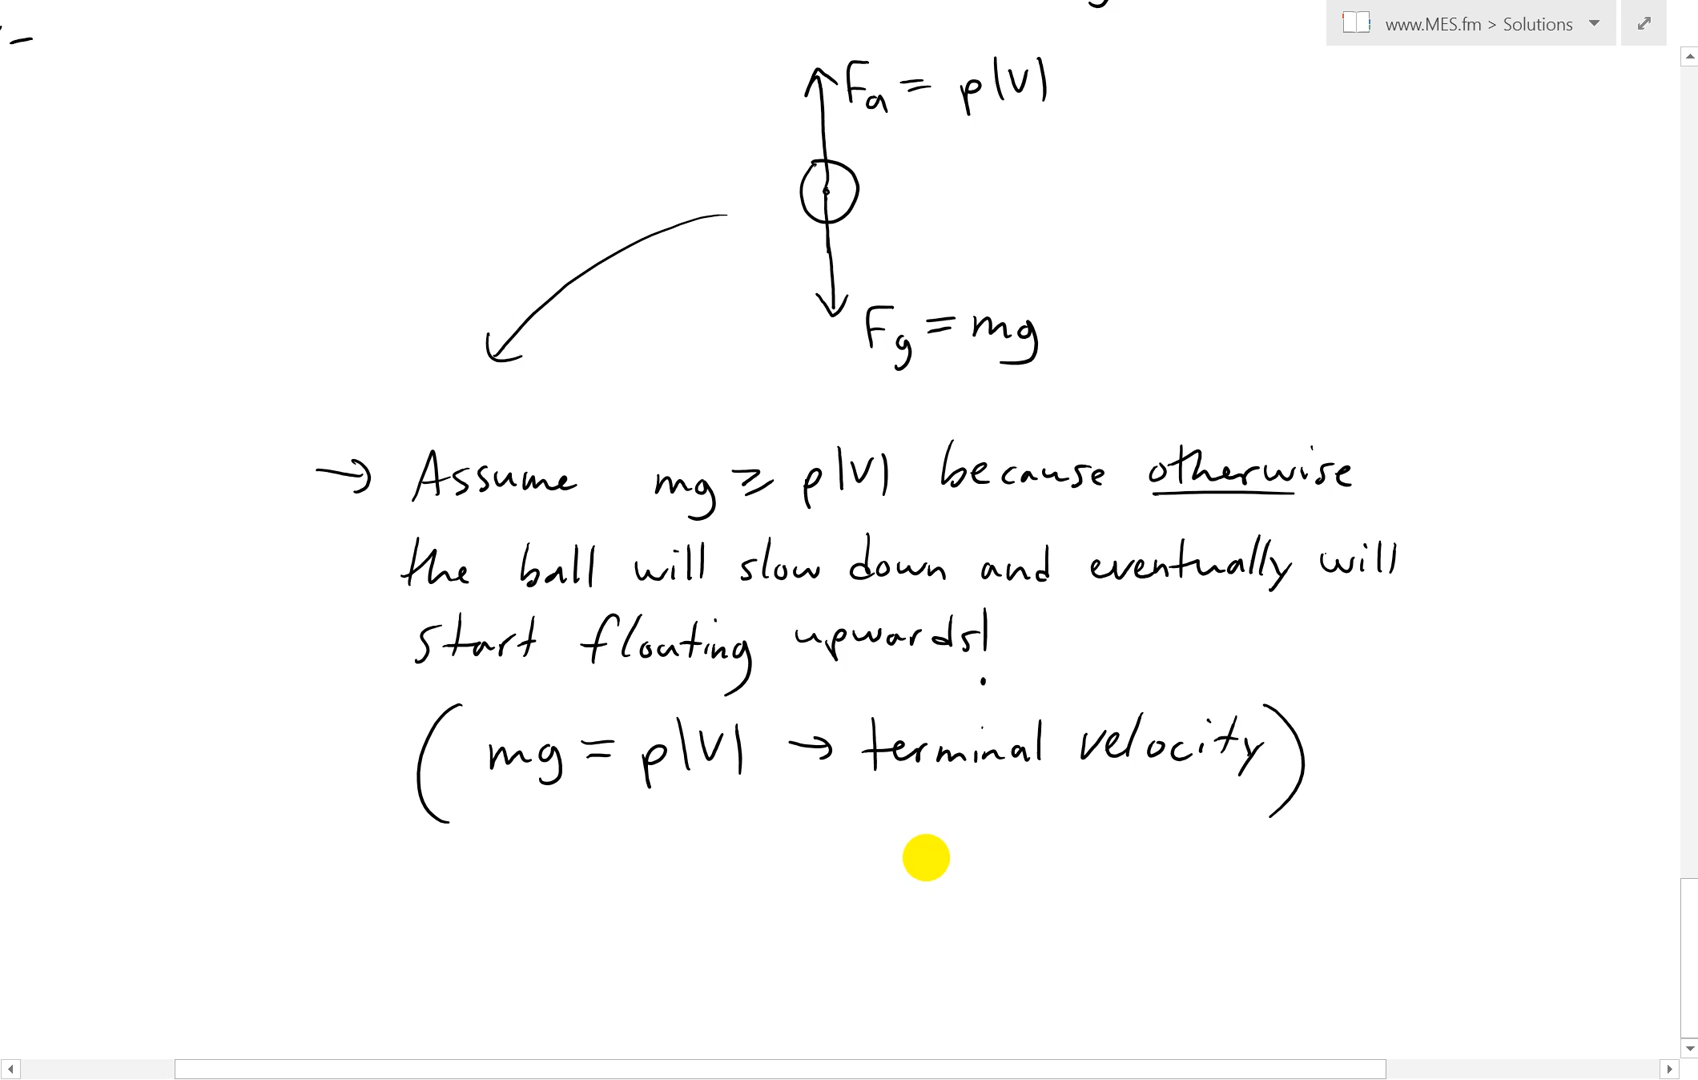 www.MES.fm > Solutions
Fa = p|v|
Fg = mg
→ Assume mg ≥ p|v| because otherwise
the ball will slow down and eventually will
start floating upwards!
(mg = p|v| → terminal velocity)